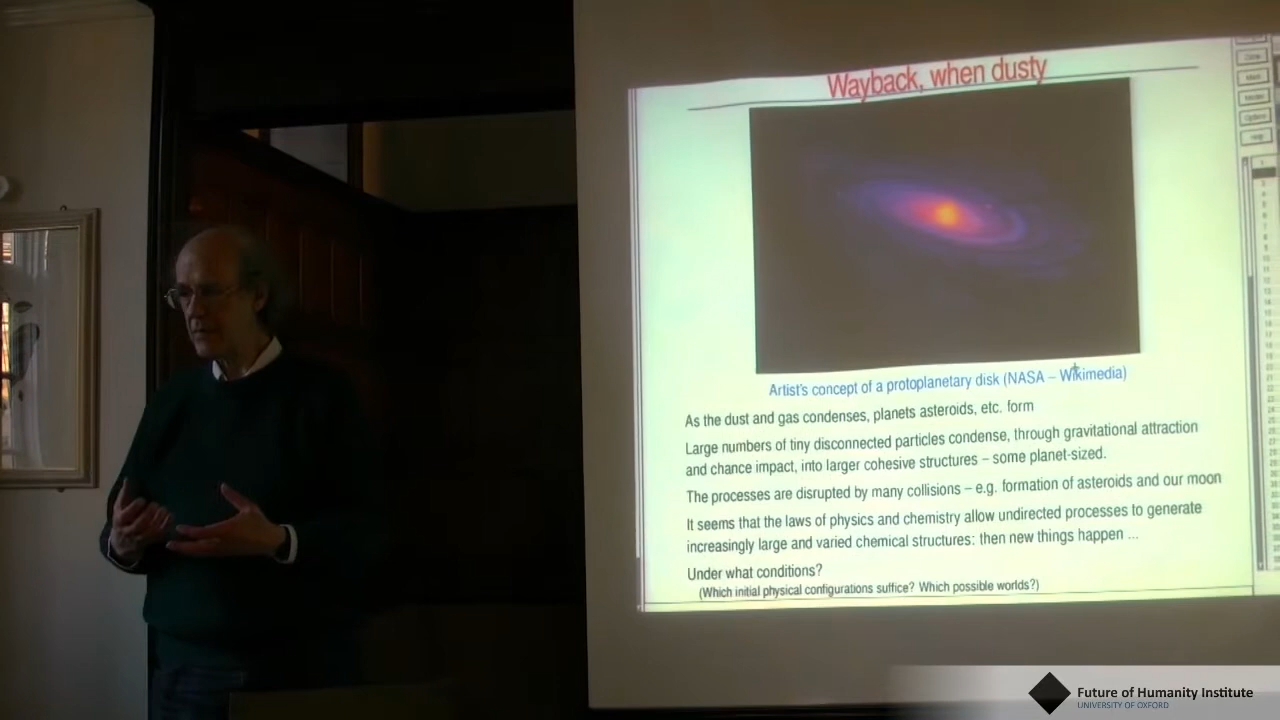 Wayback, when dusty
Artist's concept of a protoplanetary disk (NASA – Wikimedia)
As the dust and gas condenses, planets asteroids, etc. form
Large numbers of tiny disconnected particles condense, through gravitational attraction
and chance impact, into larger cohesive structures – some planet-sized.
The processes are disrupted by many collisions – e.g. formation of asteroids and our moon
It seems that the laws of physics and chemistry allow undirected processes to generate
increasingly large and varied chemical structures: then new things happen ...
Under what conditions?
(Which initial physical configurations suffice? Which possible worlds?)
Future of Humanity Institute
UNIVERSITY OF OXFORD